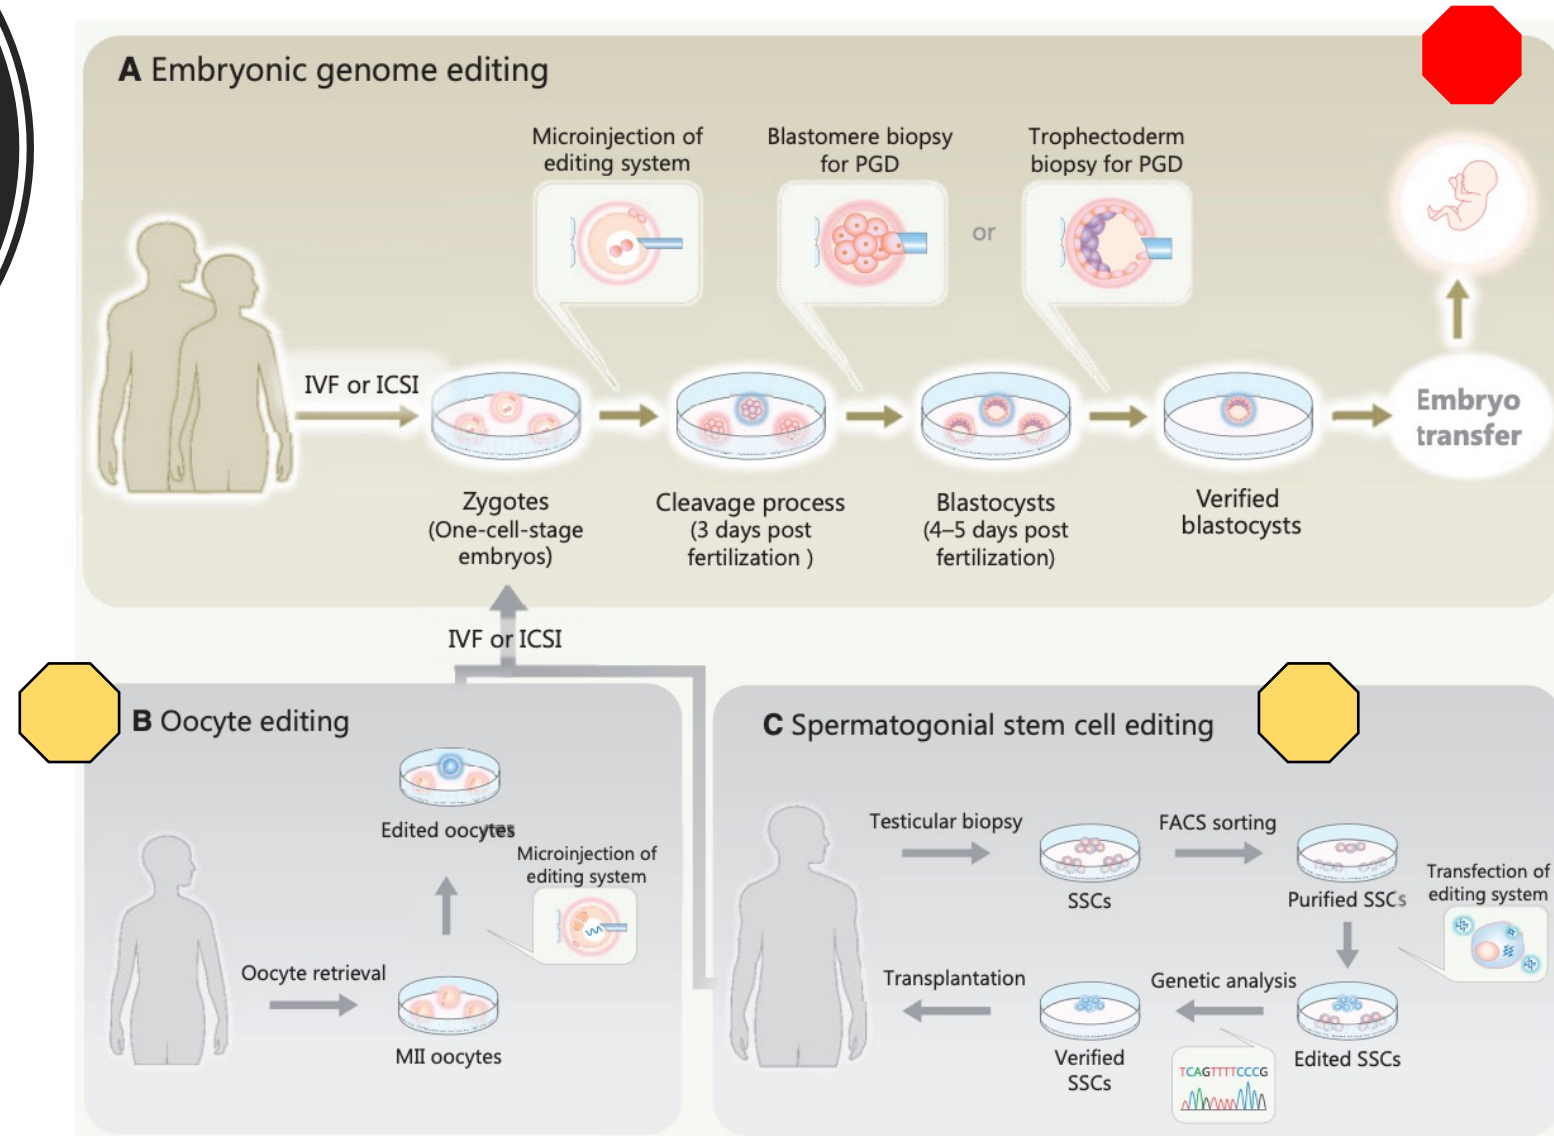 A Embryonic genome editing
Microinjection of
editing system
Blastomere biopsy
for PGD
or
Trophectoderm
biopsy for PGD
IVF or ICSI
Zygotes
(One-cell-stage
embryos)
Cleavage process
(3 days post
fertilization )
Blastocysts
(4–5 days post
fertilization)
Verified
blastocysts
Embryo
transfer
IVF or ICSI
B Oocyte editing
Edited oocytes
Microinjection of
editing system
Oocyte retrieval
MII oocytes
C Spermatogonial stem cell editing
Testicular biopsy
SSCs
FACS sorting
Purified SSCs
Transfection of
editing system
Edited SSCs
Genetic analysis
TCAGTTTTCCCG
Verified
SSCs
Transplantation